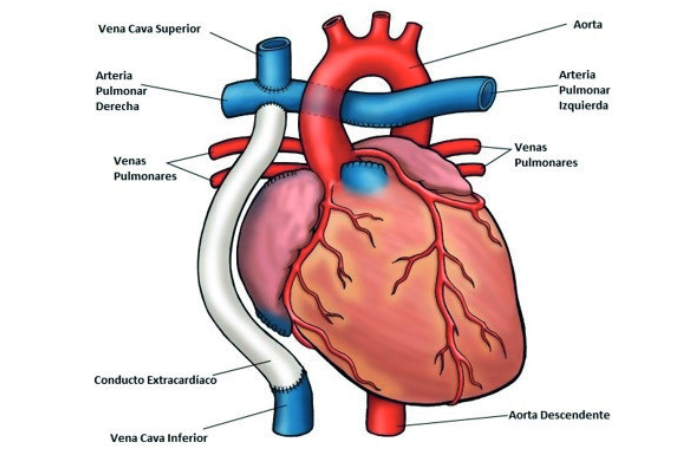 Vena Cava Superior
Aorta
Arteria
Pulmonar
Derecha
Arteria
Pulmonar
Izquierda
Venas
Pulmonares
Venas
Pulmonares
Conducto Extracardíaco
Aorta Descendente
Vena Cava Inferior